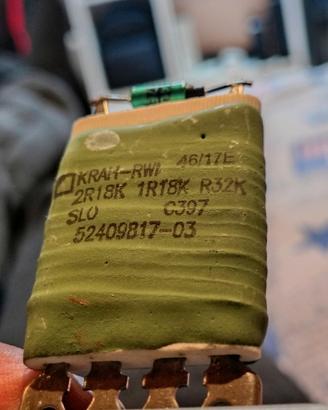 KRAH-RWI 46/17E
2R18K 1R18K R32K
SLO C397
52409817-03